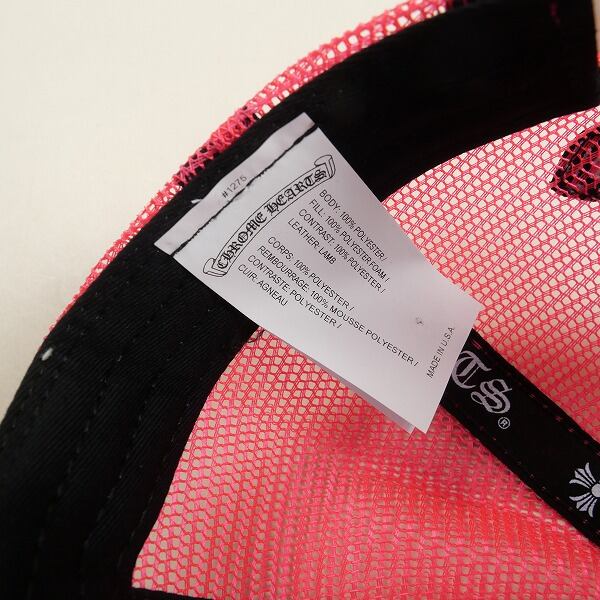 #1275
CHROME HEARTS
BODY: 100% POLYESTER /
FILL: 100% POLYESTER FOAM /
CONTRAST: 100% POLYESTER /
LEATHER: LAMB
CORPS: 100% POLYESTER /
REMBOURRAGE: 100% MOUSSE POLYESTER /
CONTRASTE: POLYESTER /
CUIR: AGNEAU
MADE IN U.S.A.
TS®